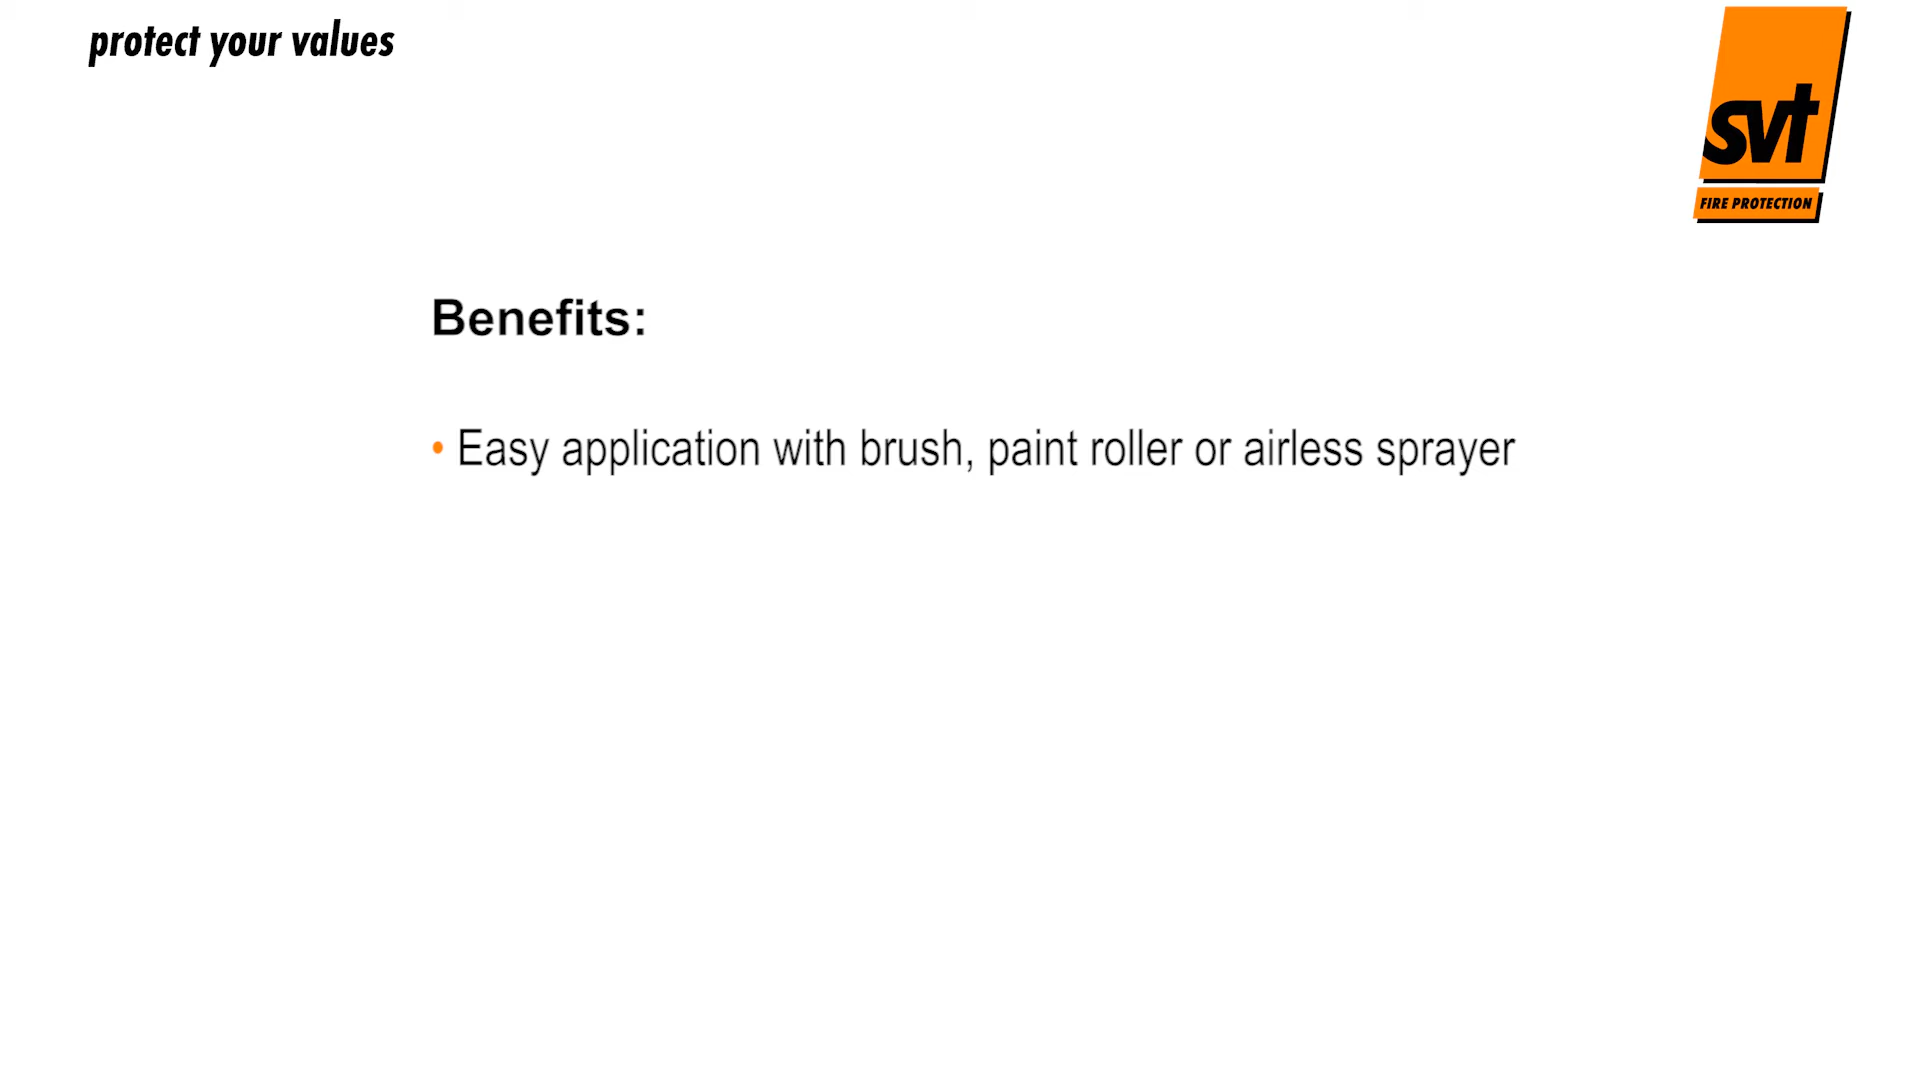 protect your values
svt
FIRE PROTECTION
Benefits:
• Easy application with brush, paint roller or airless sprayer